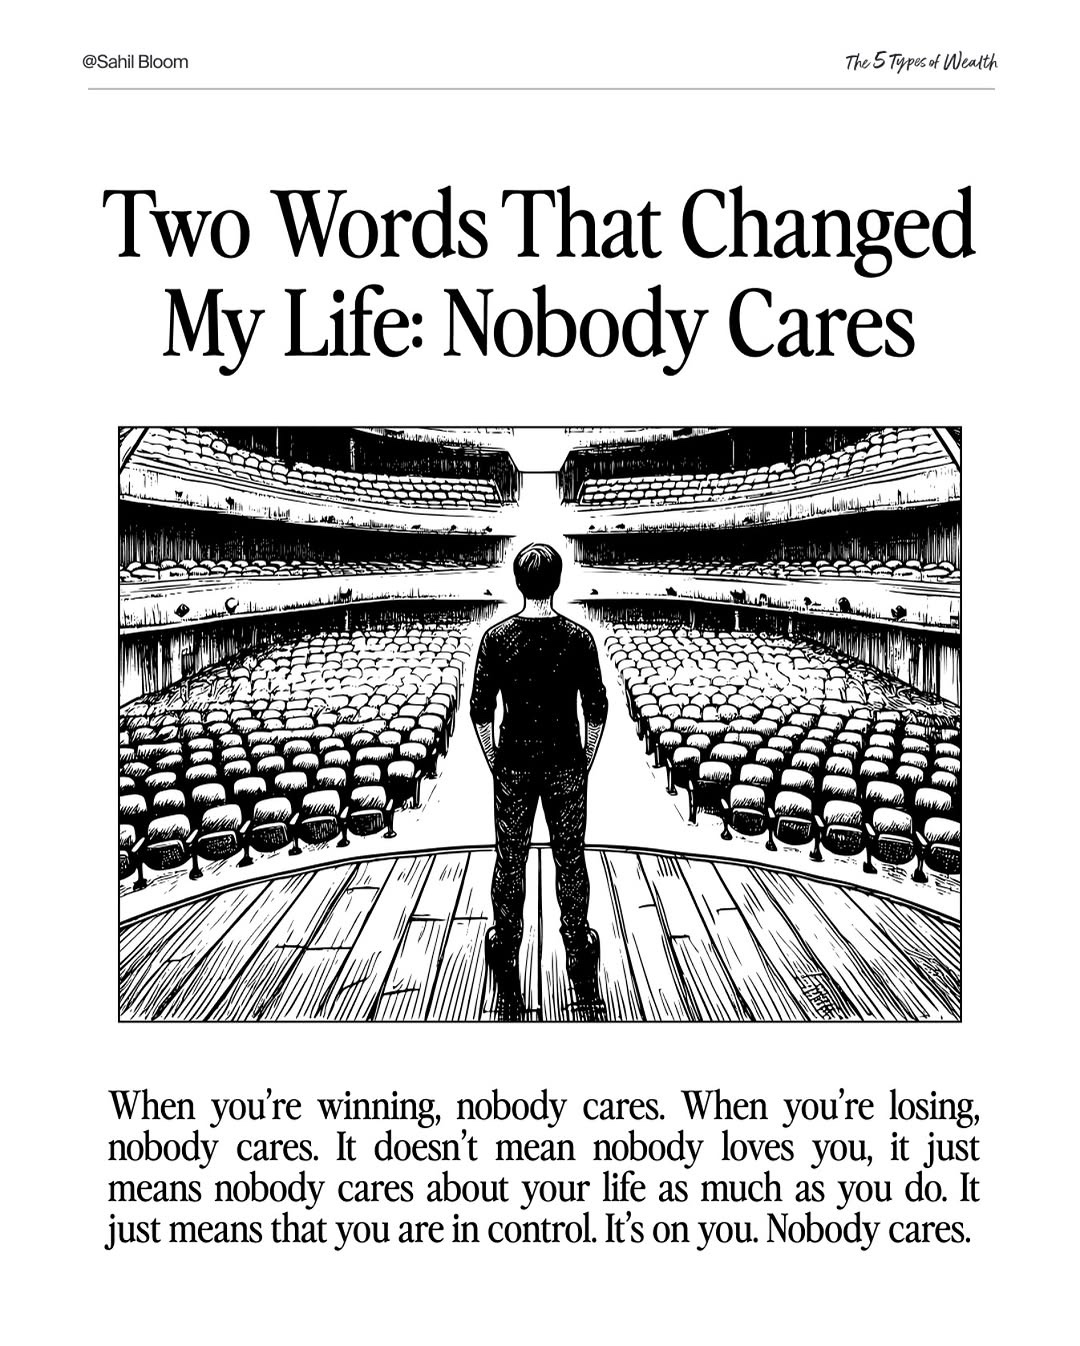 @Sahil Bloom
The 5 Types of Wealth
Two Words That Changed
My Life: Nobody Cares
When you’re winning, nobody cares. When you’re losing,
nobody cares. It doesn’t mean nobody loves you, it just
means nobody cares about your life as much as you do. It
just means that you are in control. It’s on you. Nobody cares.